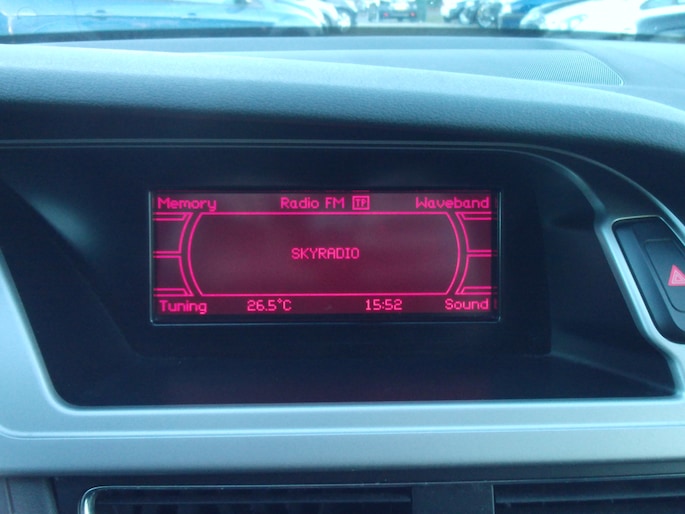 Memory Radio FM TP Waveband
SKYRADIO
Tuning 26.5°C 15:52 Sound